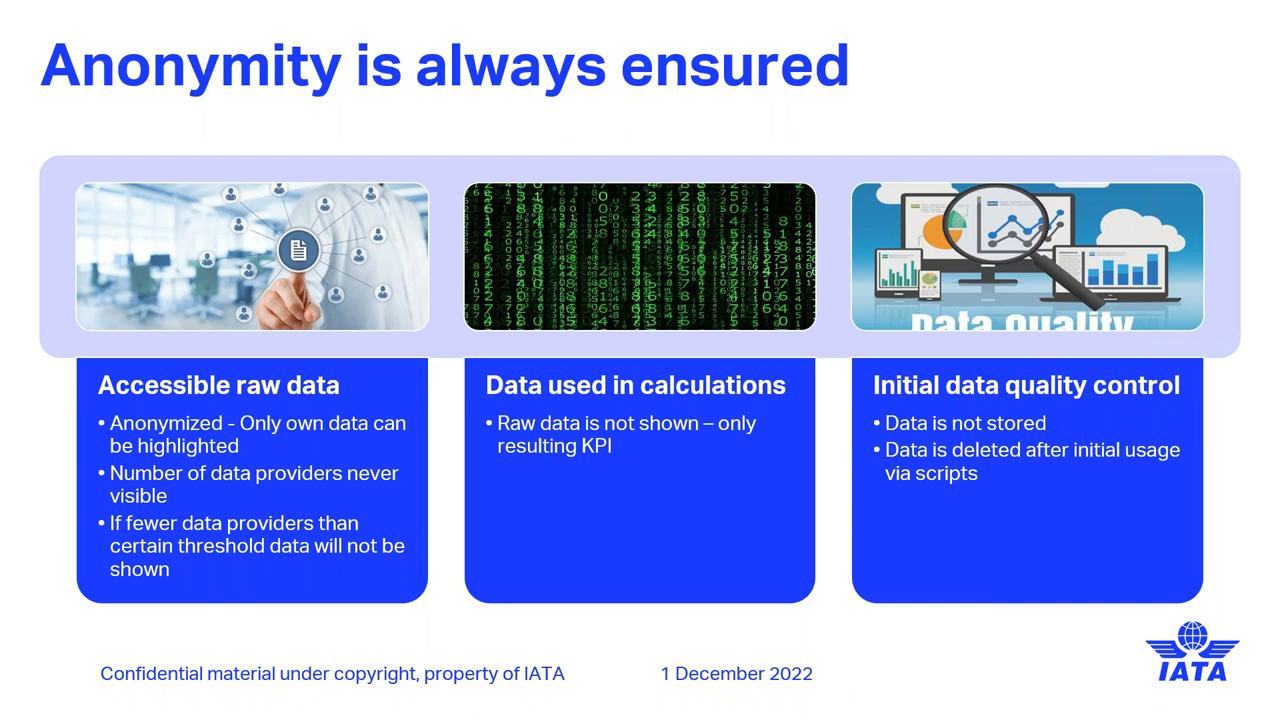 Anonymity is always ensured
Data quality
Accessible raw data
• Anonymized - Only own data can
be highlighted
• Number of data providers never
visible
• If fewer data providers than
certain threshold data will not be
shown
Data used in calculations
• Raw data is not shown – only
resulting KPI
Initial data quality control
• Data is not stored
• Data is deleted after initial usage
via scripts
Confidential material under copyright, property of IATA
1 December 2022
IATA